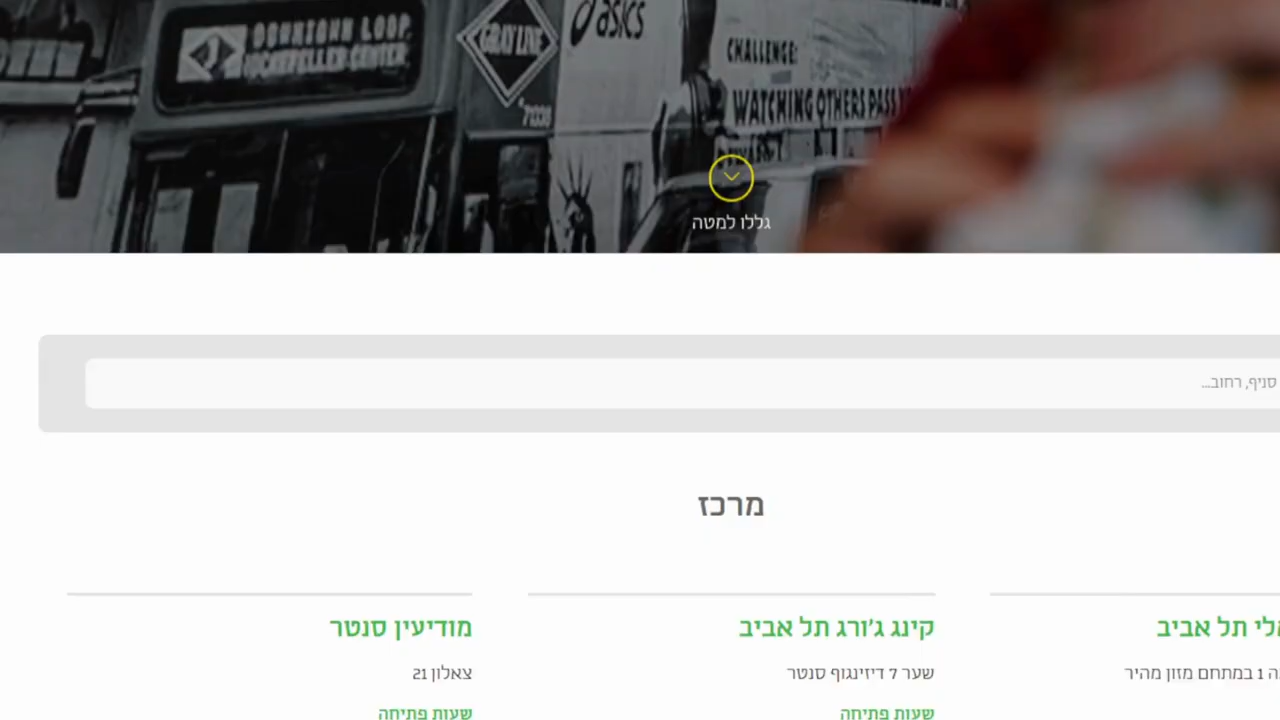 DOWNTOWN LOOP
ROCKEFELLER CENTER
GRAY LINE
asics
CHALLENGE:
WATCHING OTHERS PASS
גללו למטה
סניף, רחוב...
מרכז
תל אביב
1 במתחם מזון מהיר
קינג ג'ורג תל אביב
שער 7 דיזינגוף סנטר
שעות פתיחה
מודיעין סנטר
צאלון 21
שעות פתיחה